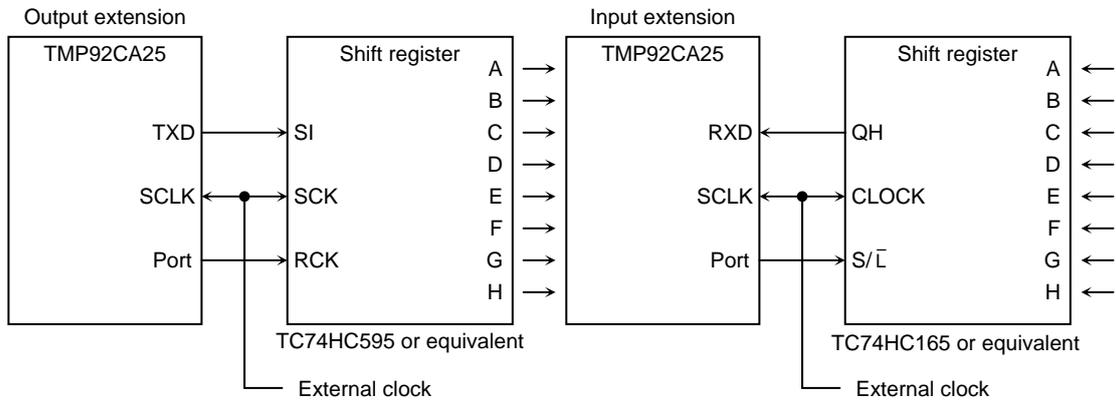 Output extension
TMP92CA25
TXD
SCLK
Port
Shift register
SI
SCK
RCK
A
B
C
D
E
F
G
H
TC74HC595 or equivalent
External clock
Input extension
TMP92CA25
RXD
SCLK
Port
Shift register
QH
CLOCK
S/L̅
A
B
C
D
E
F
G
H
TC74HC165 or equivalent
External clock